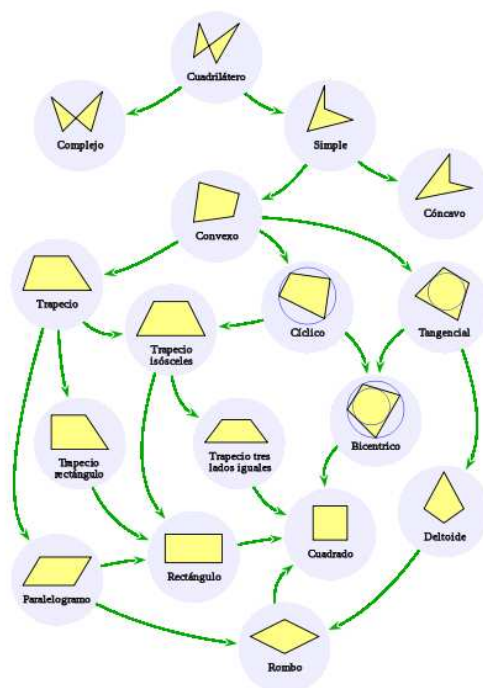 Cuadrilátero
Complejo
Simple
Convexo
Cóncavo
Trapecio
Trapecio
isósceles
Cíclico
Tangencial
Trapecio
rectángulo
Trapecio tres
lados iguales
Bicentrico
Paralelogramo
Rectángulo
Cuadrado
Deltoide
Rombo